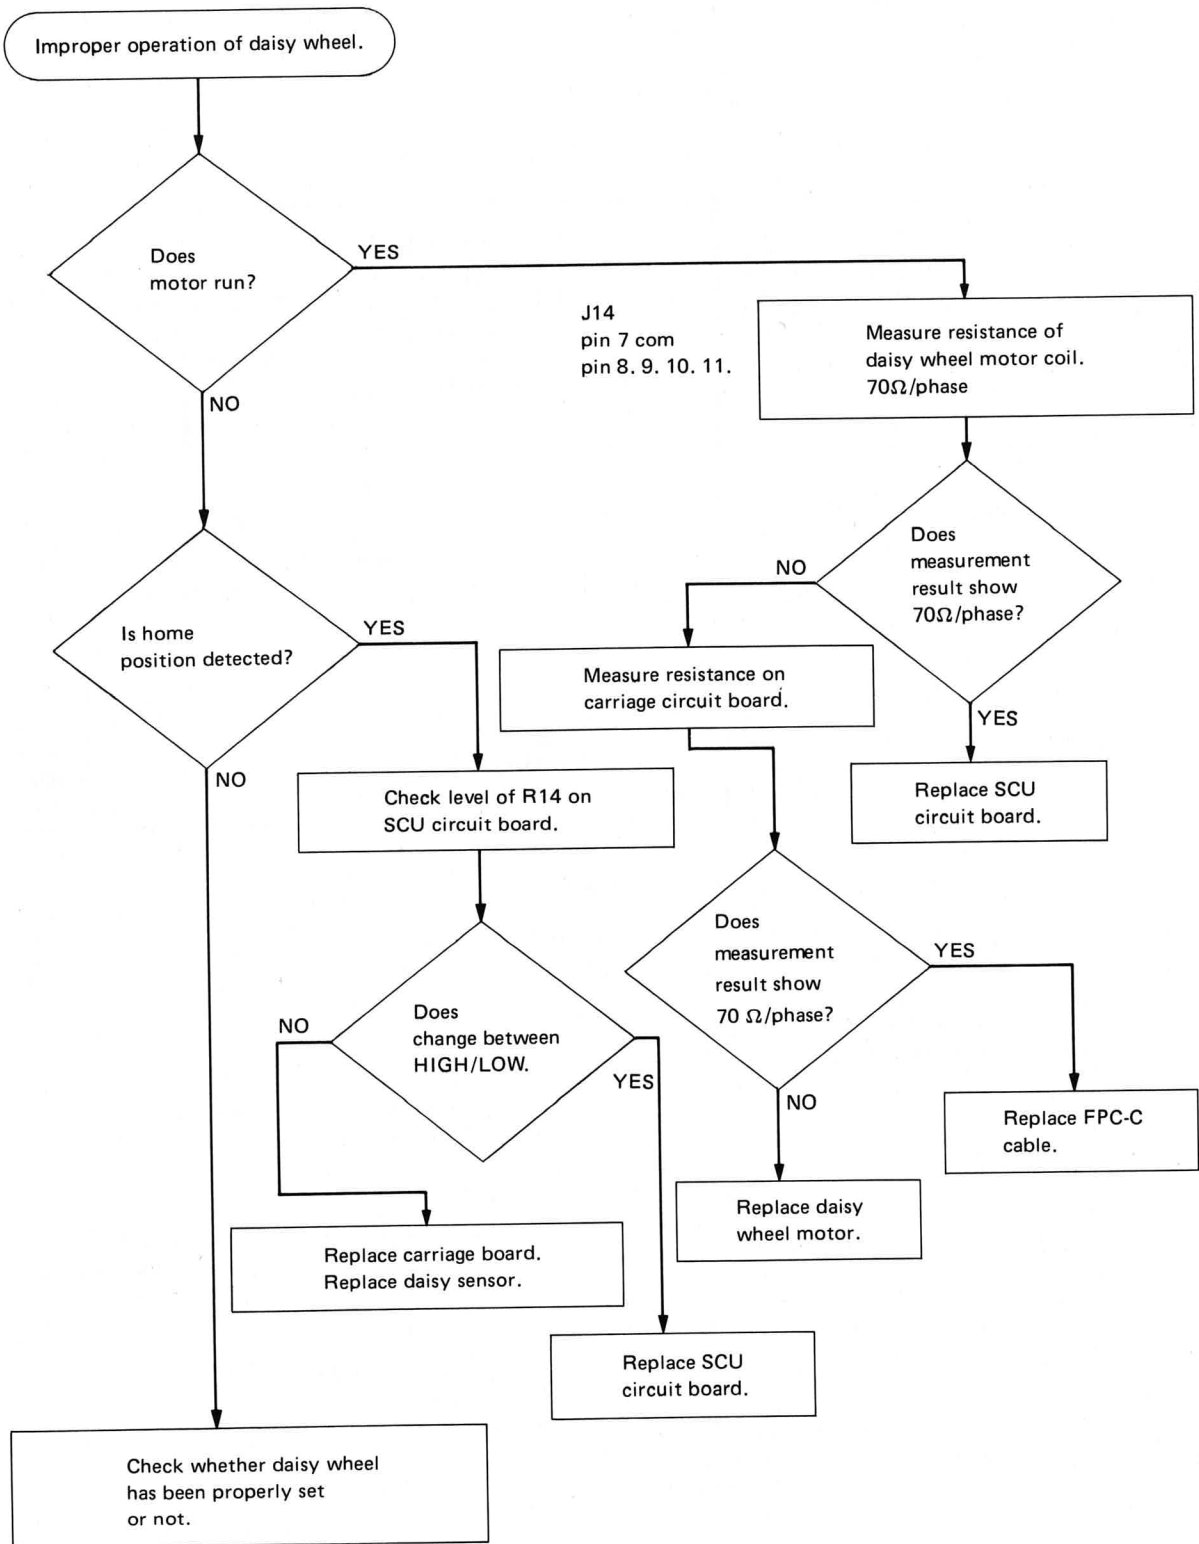 Improper operation of daisy wheel.
Does
motor run?
YES
NO
J14
pin 7 com
pin 8. 9. 10. 11.
Measure resistance of
daisy wheel motor coil.
70Ω/phase
Does
measurement
result show
70Ω/phase?
NO
YES
Is home
position detected?
YES
NO
Measure resistance on
carriage circuit board.
Replace SCU
circuit board.
Check level of R14 on
SCU circuit board.
Does
measurement
result show
70 Ω/phase?
YES
NO
Does
change between
HIGH/LOW.
NO
YES
Replace FPC-C
cable.
Replace daisy
wheel motor.
Replace carriage board.
Replace daisy sensor.
Replace SCU
circuit board.
Check whether daisy wheel
has been properly set
or not.